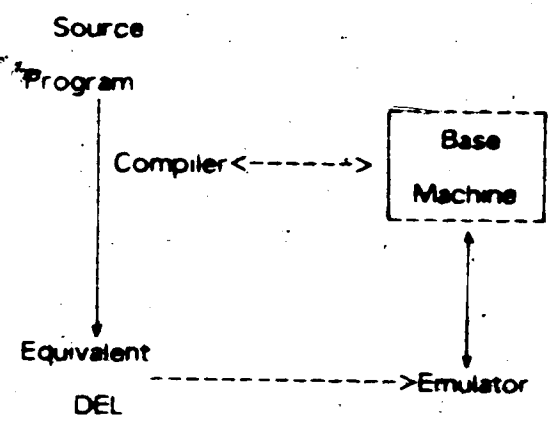 Source
Program
Compiler
Base
Machine
Equivalent
DEL
Emulator